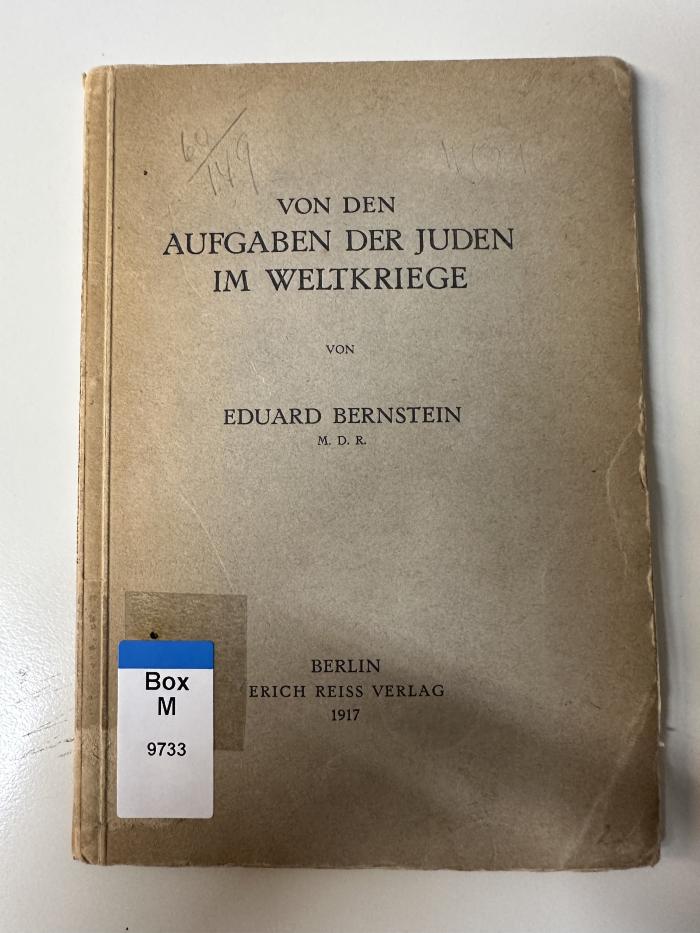 60/149
VON DEN
AUFGABEN DER JUDEN
IM WELTKRIEGE
VON
EDUARD BERNSTEIN
M. D. R.
BERLIN
ERICH REISS VERLAG
1917
Box
M
9733